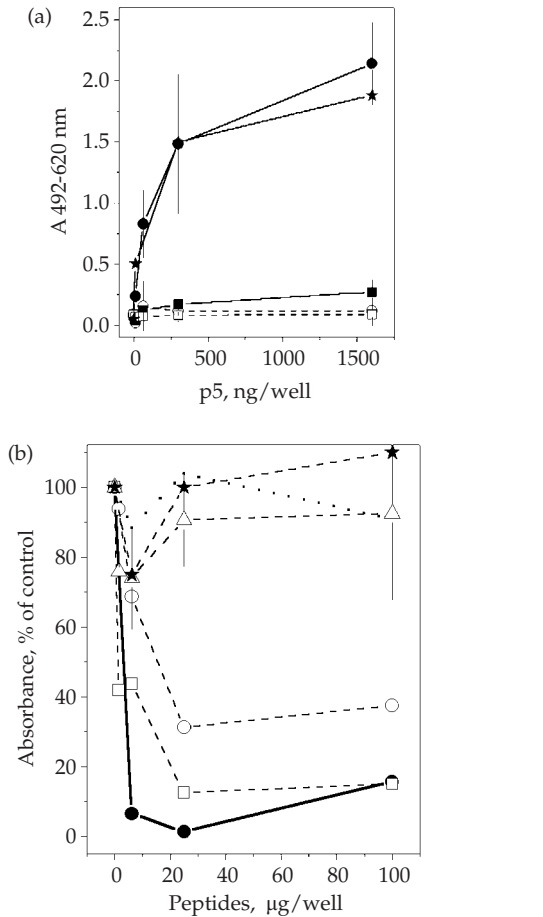 (a)
2.5
2.0
1.5
1.0
0.5
0.0
A 492-620 nm
0 500 1000 1500
p5, ng/well
(b)
100
80
60
40
20
0
Absorbance, % of control
0 20 40 60 80 100
Peptides, μg/well